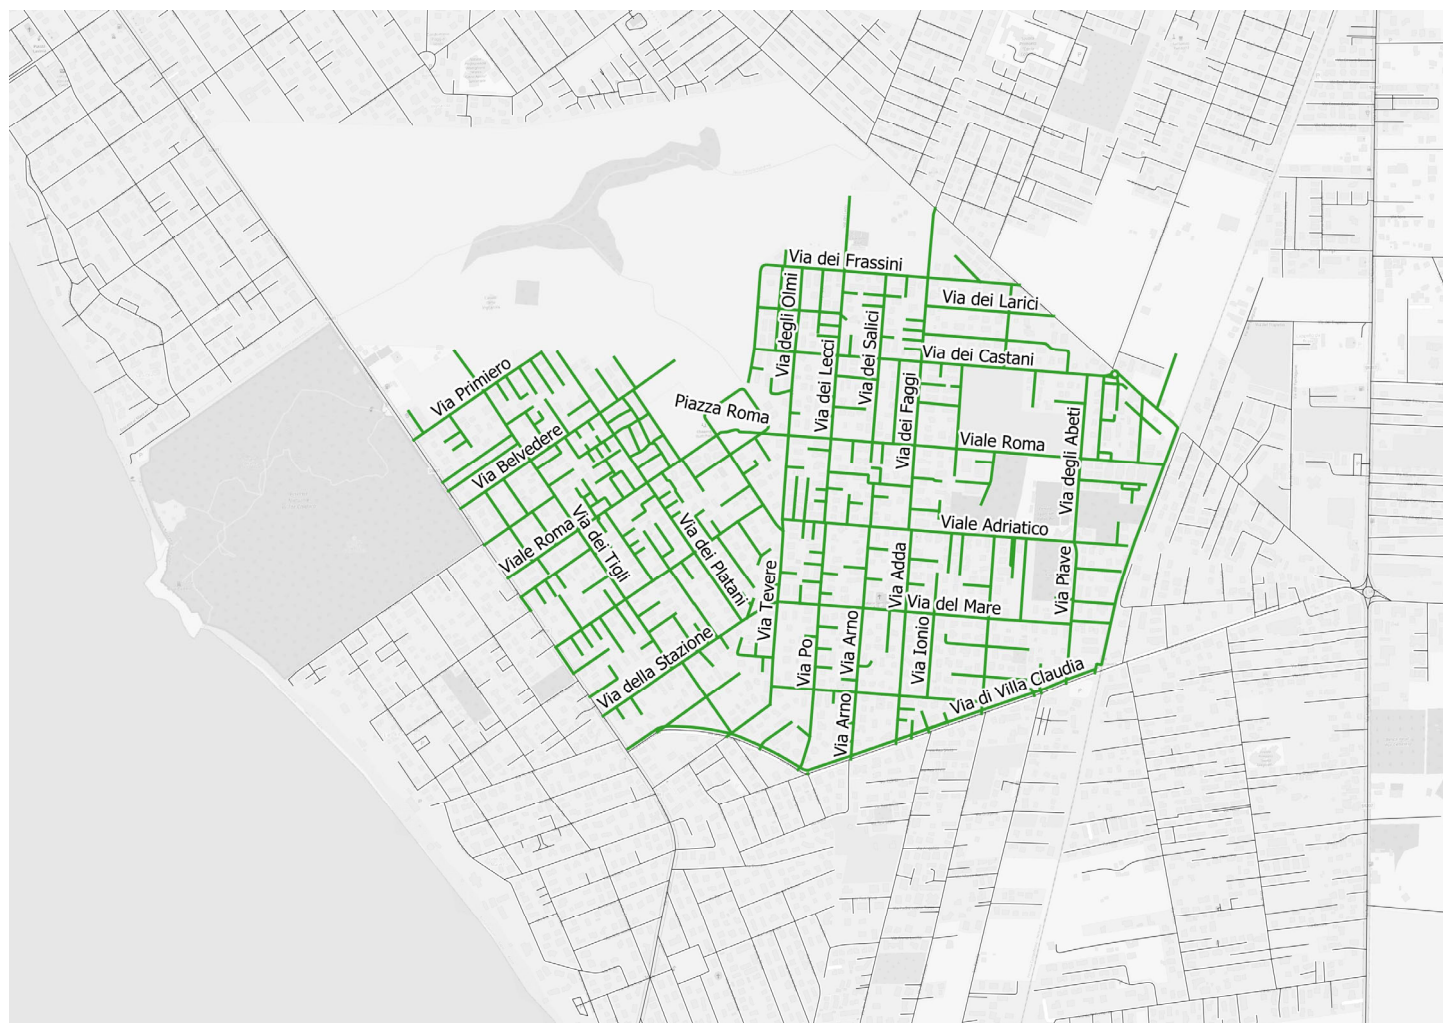 Via dei Frassini
Via degli Olmi
Via dei Larici
Via dei Salici
Via dei Lecci
Via dei Castani
Via Primiero
Piazza Roma
Via dei Faggi
Via degli Abeti
Via Belvedere
Viale Roma
Viale Roma
Via dei Tigli
Via dei Platani
Viale Adriatico
Via Tevere
Via Adda
Via Piave
Via del Mare
Via della Stazione
Via Po
Via Arno
Via Ionio
Via di Villa Claudia
Via Arno